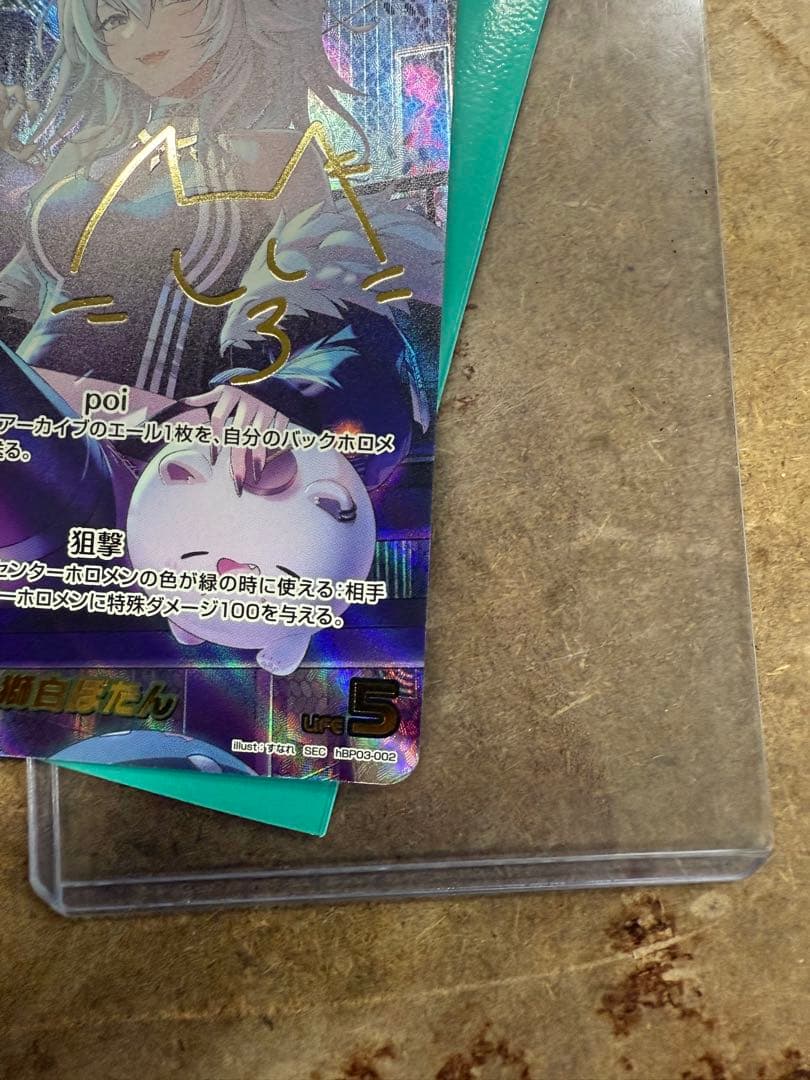 poi
アーカイブのエール1枚を、自分のバックホロメ
る。
狙撃
センターホロメンの色が緑の時に使える:相手
ーホロメンに特殊ダメージ100を与える。
獅白ぼたん
LIFE 5
illust:すなれ SEC hBP03-002